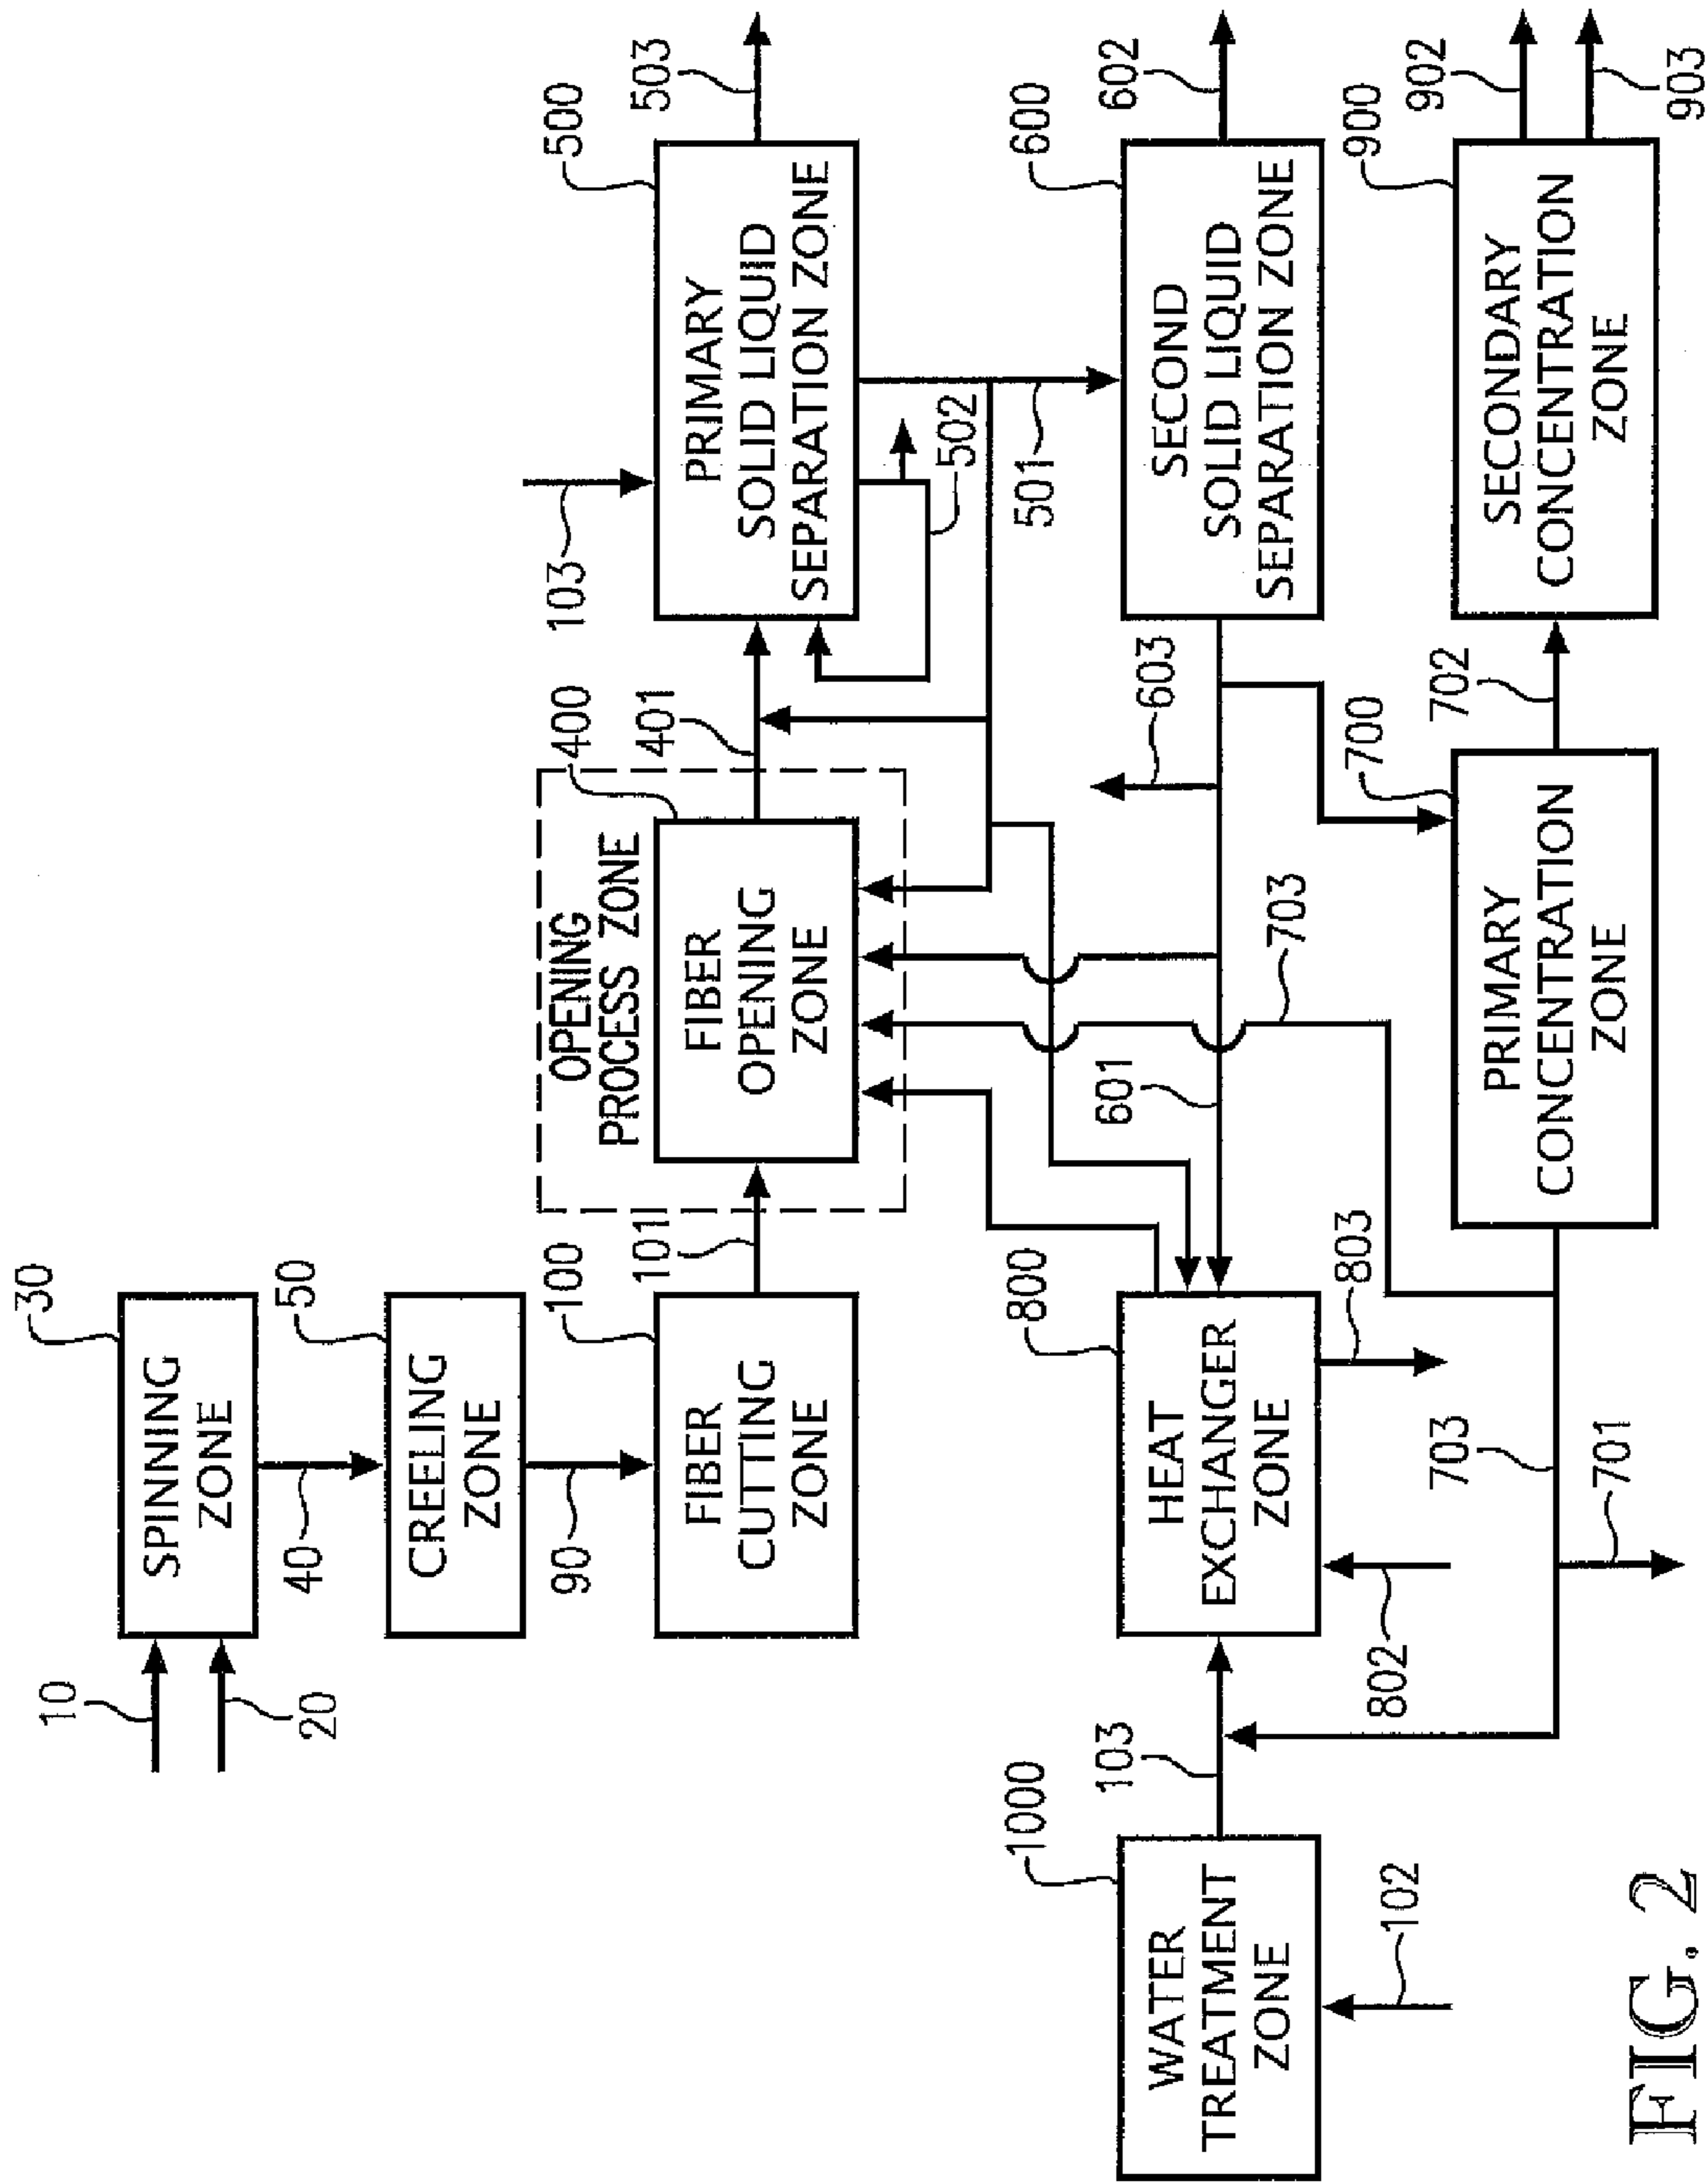 10
20
30
SPINNING
ZONE
40
50
CREELING
ZONE
90
100
FIBER
CUTTING
ZONE
101
OPENING
PROCESS ZONE
400
FIBER
OPENING
ZONE
401
103
500
PRIMARY
SOLID LIQUID
SEPARATION ZONE
503
502
501
1000
WATER
TREATMENT
ZONE
102
103
800
HEAT
EXCHANGER
ZONE
802
803
601
603
600
SECOND
SOLID LIQUID
SEPARATION ZONE
602
703
703
701
700
PRIMARY
CONCENTRATION
ZONE
702
900
SECONDARY
CONCENTRATION
ZONE
902
903
FIG. 2